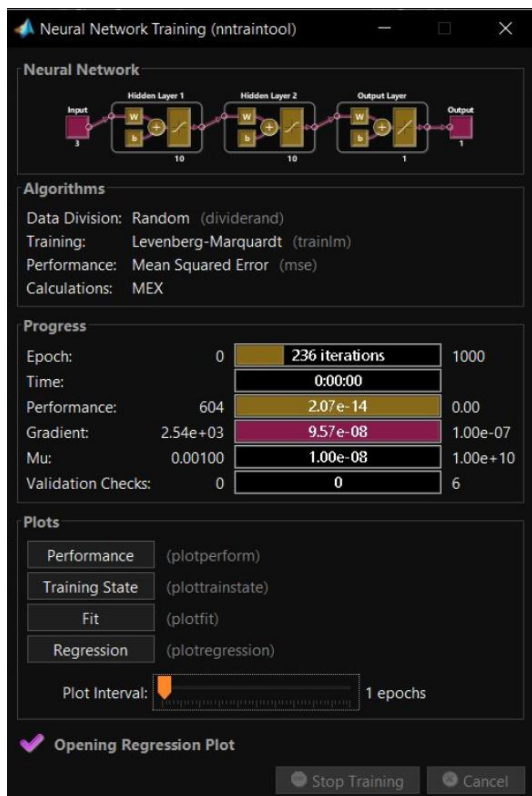 Neural Network Training (nntraintool)
Neural Network
Hidden Layer 1 Hidden Layer 2 Output Layer
Input Output
W W W
b b b
3 10 10 1 1
Algorithms
Data Division: Random (dividerand)
Training: Levenberg-Marquardt (trainlm)
Performance: Mean Squared Error (mse)
Calculations: MEX
Progress
Epoch: 0 236 iterations 1000
Time: 0:00:00
Performance: 604 2.07e-14 0.00
Gradient: 2.54e+03 9.57e-08 1.00e-07
Mu: 0.00100 1.00e-08 1.00e+10
Validation Checks: 0 0 6
Plots
Performance (plotperform)
Training State (plottrainstate)
Fit (plotfit)
Regression (plotregression)
Plot Interval: 1 epochs
Opening Regression Plot
Stop Training Cancel